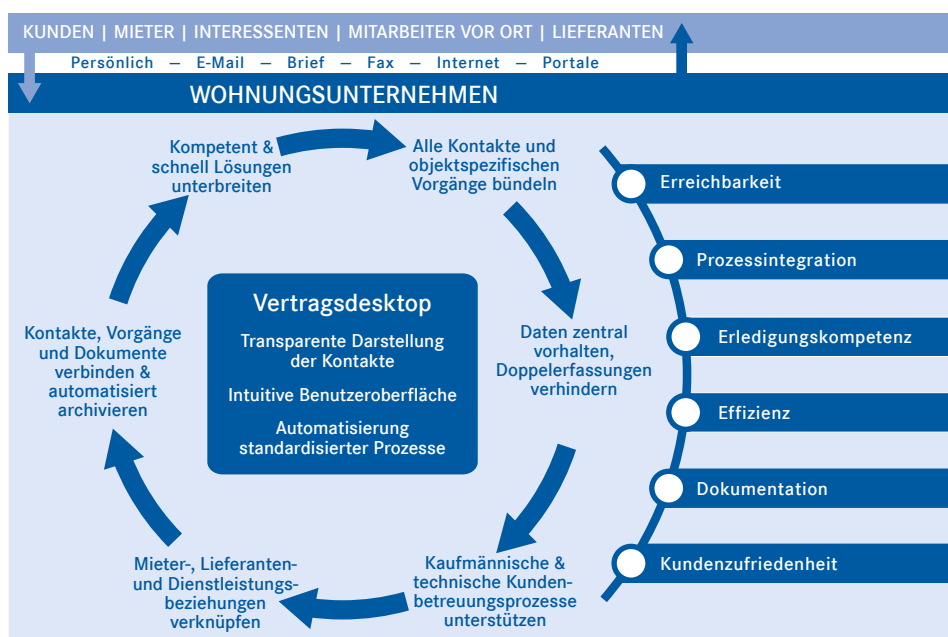 KUNDEN | MIETER | INTERESSENTEN | MITARBEITER VOR ORT | LIEFERANTEN
Persönlich – E-Mail – Brief – Fax – Internet – Portale
WOHNUNGSUNTERNEHMEN
Kompetent &
schnell Lösungen
unterbreiten
Alle Kontakte und
objektspezifischen
Vorgänge bündeln
Daten zentral
vorhalten,
Doppelerfassungen
verhindern
Kaufmännische &
technische Kunden-
betreuungsprozesse
unterstützen
Mieter-, Lieferanten-
und Dienstleistungs-
beziehungen
verknüpfen
Kontakte, Vorgänge
und Dokumente
verbinden &
automatisiert
archivieren
Vertragsdesktop
Transparente Darstellung
der Kontakte
Intuitive Benutzeroberfläche
Automatisierung
standardisierter Prozesse
Erreichbarkeit
Prozessintegration
Erledigungskompetenz
Effizienz
Dokumentation
Kundenzufriedenheit